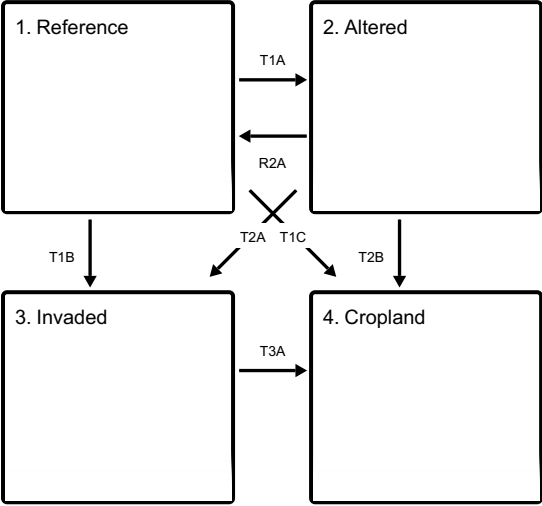 1. Reference
2. Altered
T1A
R2A
T2A
T1C
T1B
T2B
3. Invaded
4. Cropland
T3A